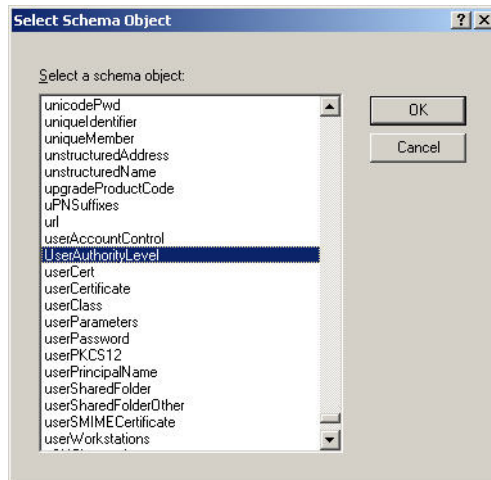 Select Schema Object
Select a schema object:
unicodePwd
uniqueIdentifier
uniqueMember
unstructuredAddress
unstructuredName
upgradeProductCode
uPNSuffixes
url
userAccountControl
UserAuthorityLevel
userCert
userCertificate
userClass
userParameters
userPassword
userPKCS12
userPrincipalName
userSharedFolder
userSharedFolderOther
userSMIMECertificate
userWorkstations
OK
Cancel